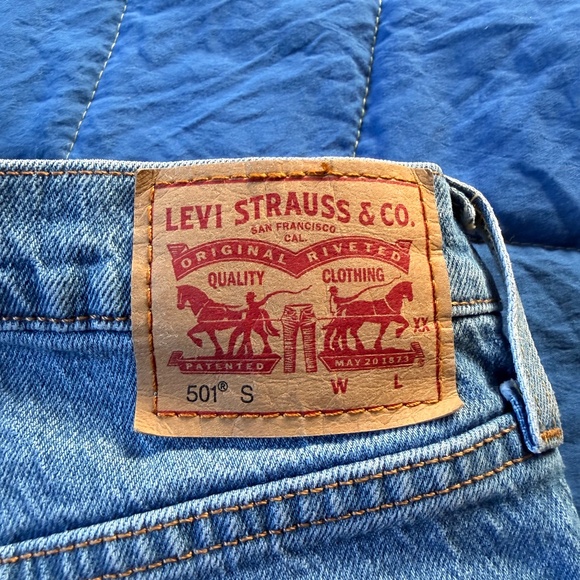 LEVI STRAUSS & CO.
SAN FRANCISCO
CAL.
ORIGINAL RIVETED
QUALITY CLOTHING
XX
PATENTED MAY 20 1873
501® S W L